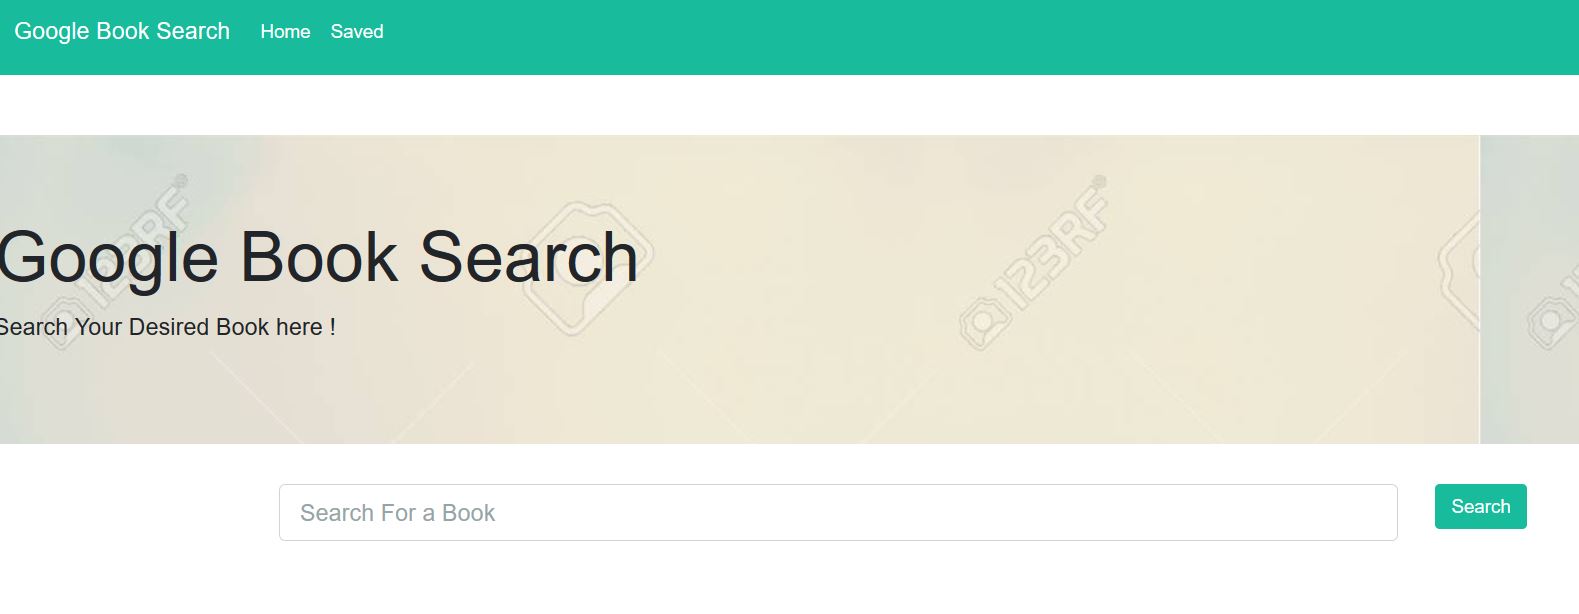 Google Book Search Home Saved
123RF®
123RF®
Google Book Search
Search Your Desired Book here !
Search For a Book
Search